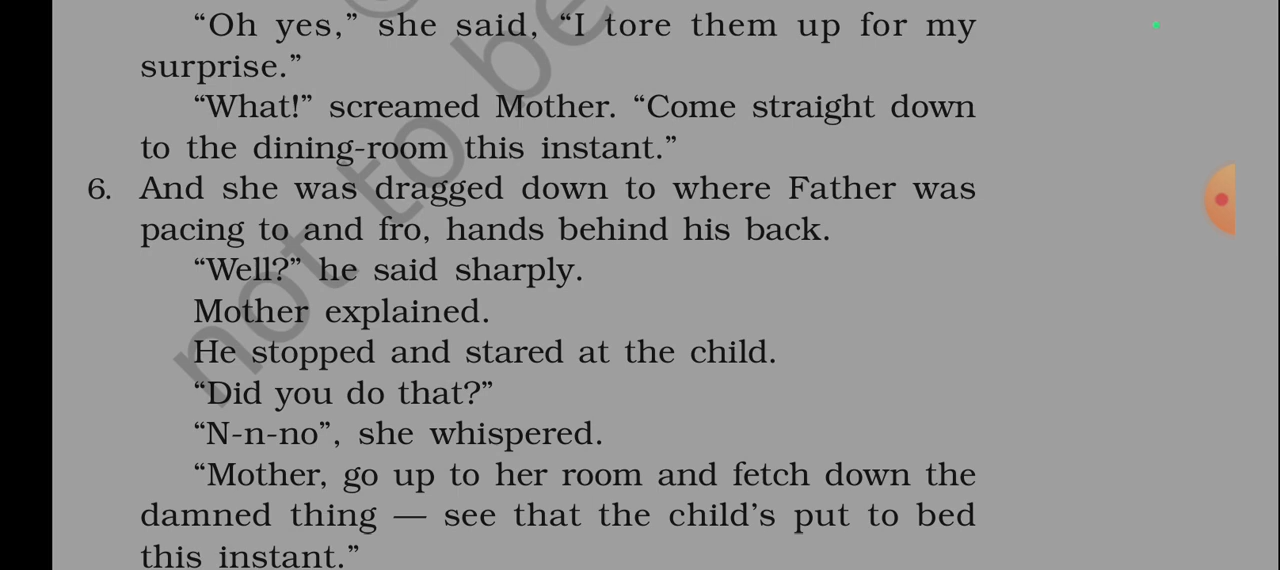 “Oh yes,” she said, “I tore them up for my
surprise.”
“What!” screamed Mother. “Come straight down
to the dining-room this instant.”
6. And she was dragged down to where Father was
pacing to and fro, hands behind his back.
“Well?” he said sharply.
Mother explained.
He stopped and stared at the child.
“Did you do that?”
“N-n-no”, she whispered.
“Mother, go up to her room and fetch down the
damned thing — see that the child’s put to bed
this instant.”
not to be